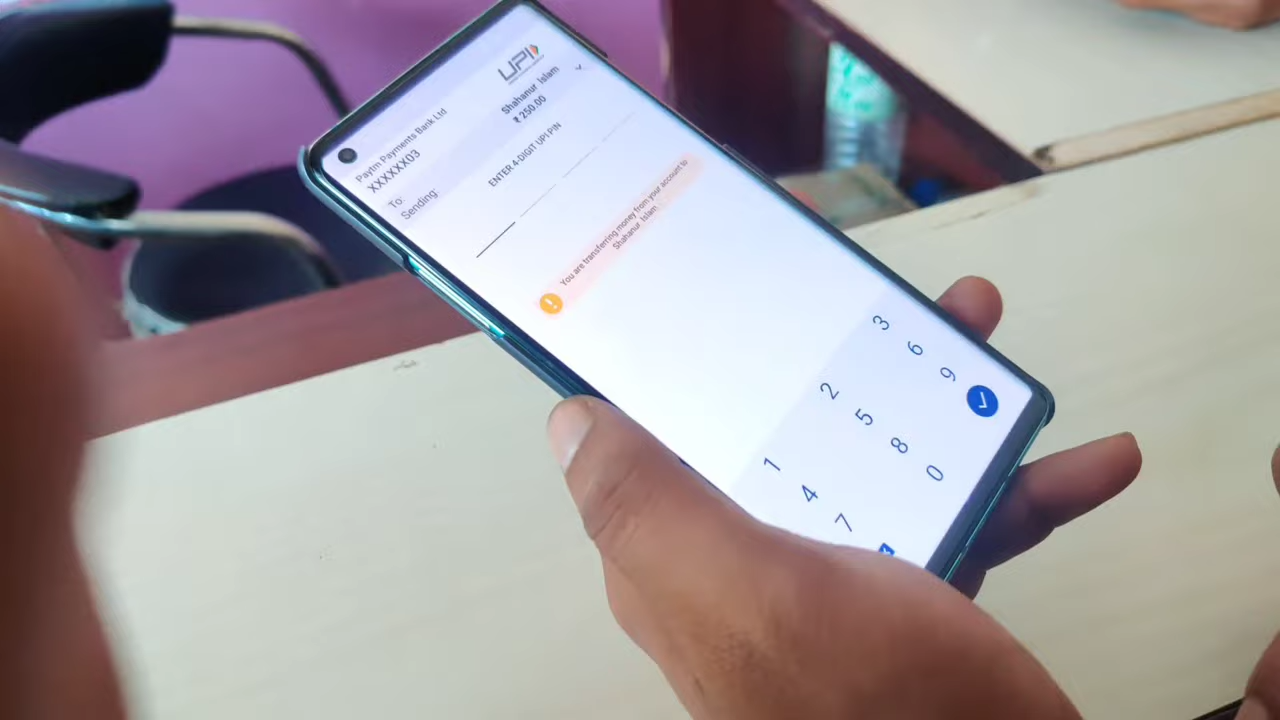 Paytm Payments Bank Ltd
XXXXXX03
UPI
To:
Shahanur Islam
Sending:
₹ 250.00
ENTER 4-DIGIT UPI PIN
You are transferring money from your account to
Shahanur Islam
1 2 3
4 5 6
7 8 9
0